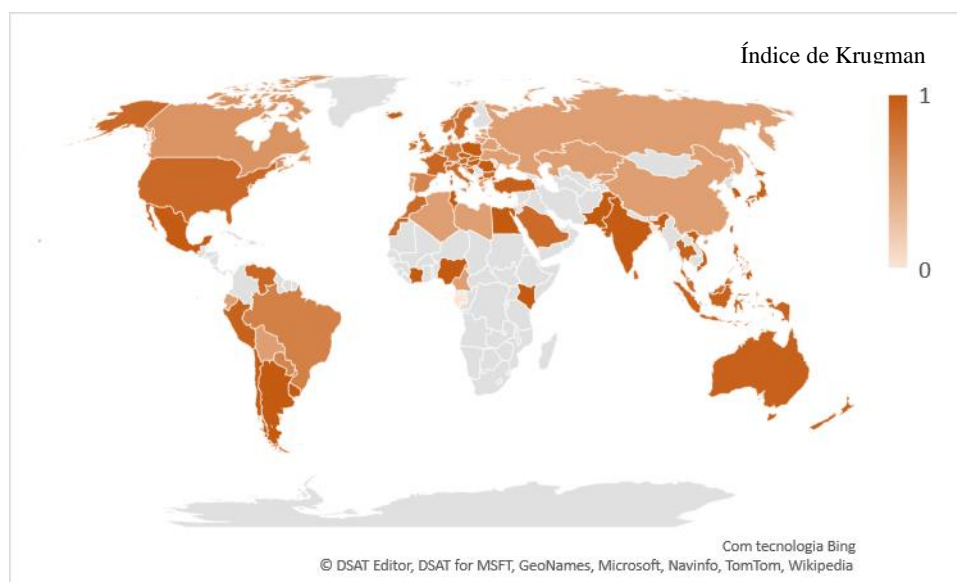 Índice de Krugman
1
0
Com tecnologia Bing
© DSAT Editor, DSAT for MSFT, GeoNames, Microsoft, Navinfo, TomTom, Wikipedia